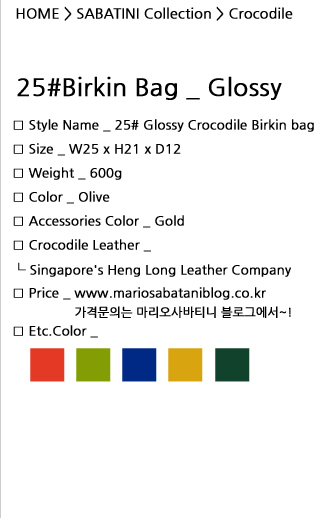 HOME > SABATINI Collection > Crocodile
25#Birkin Bag _ Glossy
□ Style Name _ 25# Glossy Crocodile Birkin bag
□ Size _ W25 x H21 x D12
□ Weight _ 600g
□ Color _ Olive
□ Accessories Color _ Gold
□ Crocodile Leather _
└ Singapore's Heng Long Leather Company
□ Price _ www.mariosabataniblog.co.kr
가격문의는 마리오사바티니 블로그에서~!
□ Etc.Color _